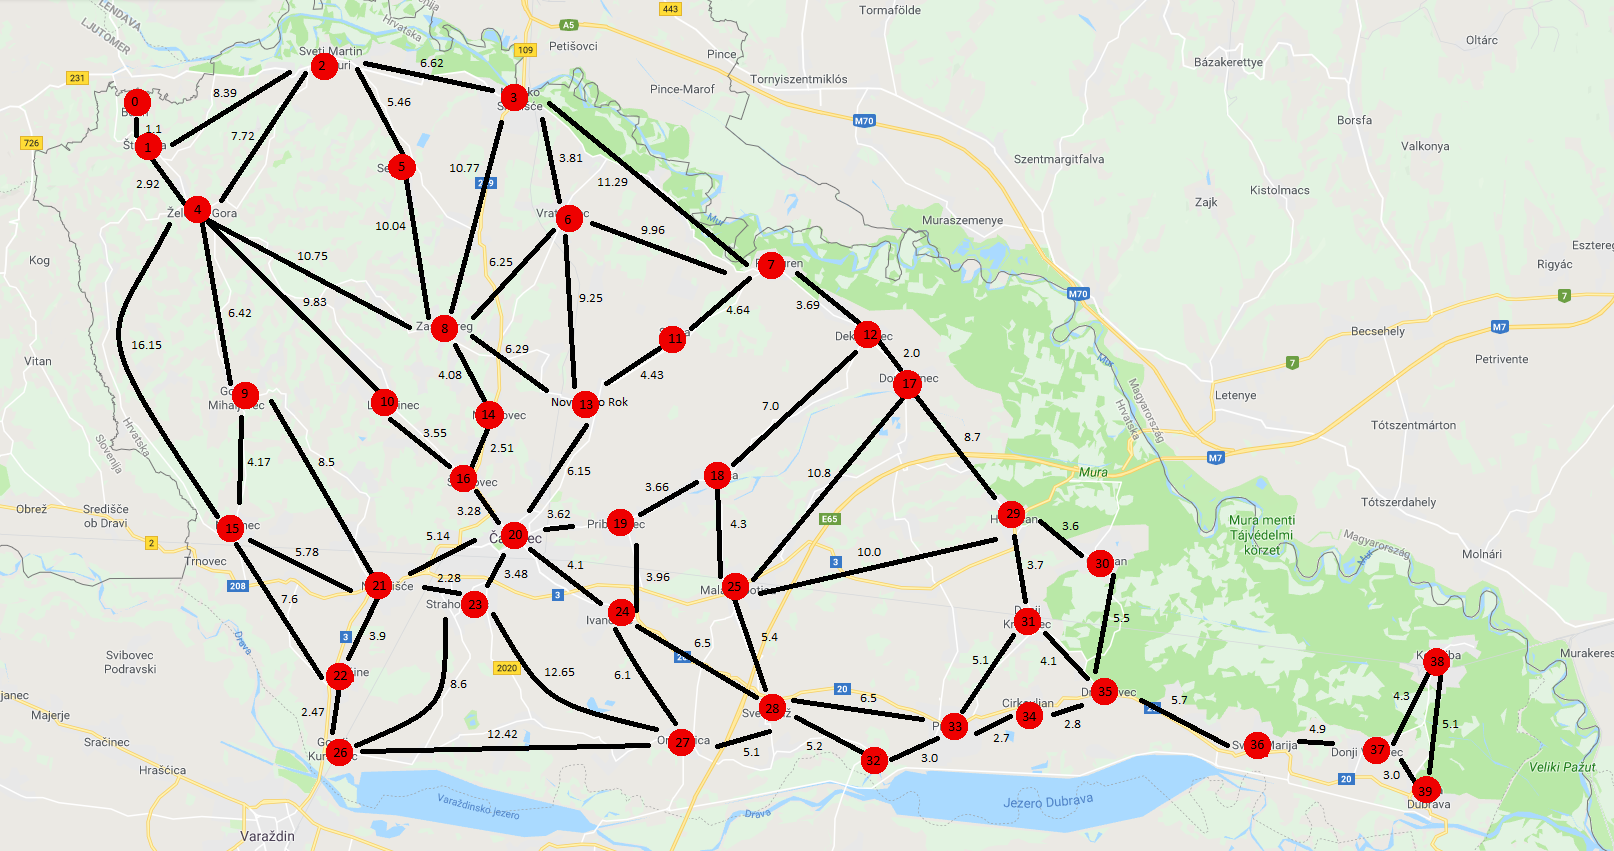 LENDAVA
LJUTOMER
Hrvatska
443
Tormafölde
A5
Petišovci
109
Pince
Oltárc
Sveti Martin
2
6.62
Bázakerettye
231
8.39
5.46
3
Tornyiszentmiklós
Pince-Marof
0
1.1
7.72
M70
Borsfa
726
1
3.81
Valkonya
10.77
5
Szentmargitfalva
2.92
11.29
Kistolmacs
4
Gora
6
Zajk
Muraszemenye
10.04
9.96
Kog
10.75
6.25
7
Rigyác
9.83
9.25
3.69
M70
7
6.42
4.64
8
12
M7
Becsehely
16.15
6.29
11
2.0
7
Vitan
4.08
4.43
17
Petrivente
9
10
13
Rok
Letenye
14
7.0
3.55
2.51
8.7
Tótszentmárton
Magyarország
Hrvatska
Hrvatska
Slovenija
4.17
8.5
6.15
10.8
M7
Mura
16
18
3.66
Tótszerdahely
Obrež
Središče
ob Dravi
3.28
3.62
E65
29
15
19
4.3
3.6
Mura menti
Tájvédelmi
körzet
2
5.14
20
Magyarország
Hrvatska
5.78
10.0
Molnári
Trnovec
4.1
3
30
208
21
2.28
3.48
3.96
3.7
7.6
23
3
25
24
5.5
Drava
3
3.9
31
5.4
6.5
Svibovec
Podravski
5.1
4.1
38
22
2020
12.65
6.1
20
35
8.6
6.5
5.7
4.3
Majerje
2.47
28
34
2.8
5.1
33
2.7
4.9
Sračinec
12.42
27
5.2
36
Marija
37
26
5.1
32
3.0
Donji
Hrašćica
3.0
20
39
Veliki Pažut
Dubrava
Varaždinsko jezero
Drava
Jezero Dubrava
Varaždin